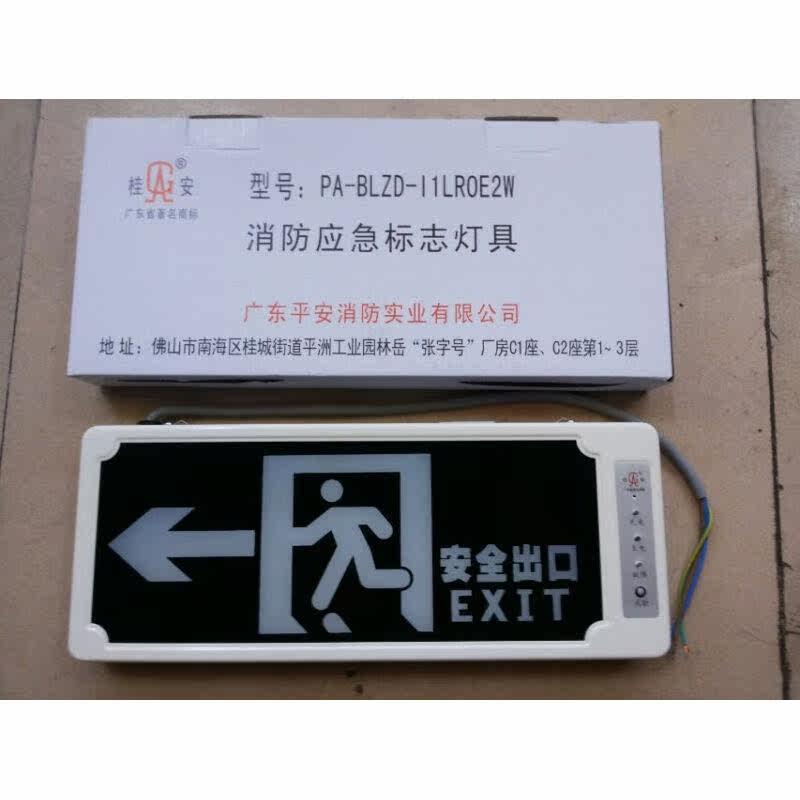 桂安®
广东省著名商标
型号：PA-BLZD-I1LROE2W
消防应急标志灯具
广东平安消防实业有限公司
地址：佛山市南海区桂城街道平洲工业园林岳“张字号”厂房C1座、C2座第1~3层
安全出口
EXIT